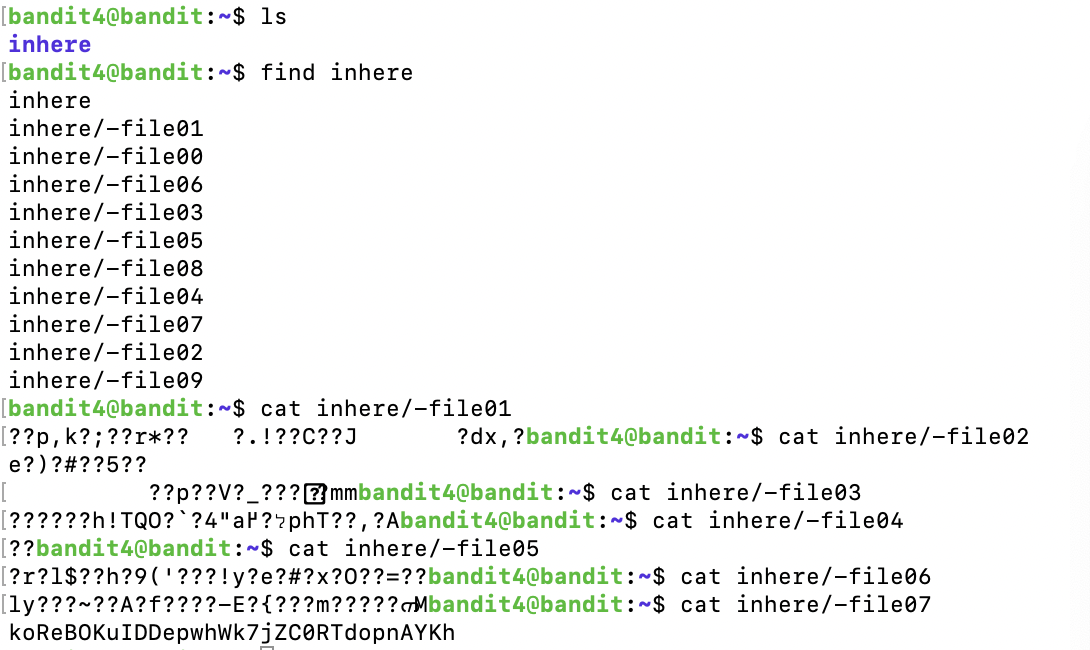 [bandit4@bandit:~$ ls
inhere
[bandit4@bandit:~$ find inhere
inhere
inhere/-file01
inhere/-file00
inhere/-file06
inhere/-file03
inhere/-file05
inhere/-file08
inhere/-file04
inhere/-file07
inhere/-file02
inhere/-file09
[bandit4@bandit:~$ cat inhere/-file01
[??p,k?;??r*??   ?.!??C??J       ?dx,?bandit4@bandit:~$ cat inhere/-file02
e?)?#??5??
[          ??p??V?_???mmbandit4@bandit:~$ cat inhere/-file03
[??????h!TQO?`?4"a?phT??,?Abandit4@bandit:~$ cat inhere/-file04
[??bandit4@bandit:~$ cat inhere/-file05
[?r?l$??h?9('???!y?e?#?x?O??=??bandit4@bandit:~$ cat inhere/-file06
[ly???~??A?f????-E?{???m?????Mbandit4@bandit:~$ cat inhere/-file07
koReBOKuIDDepwhWk7jZC0RTdopnAYKh